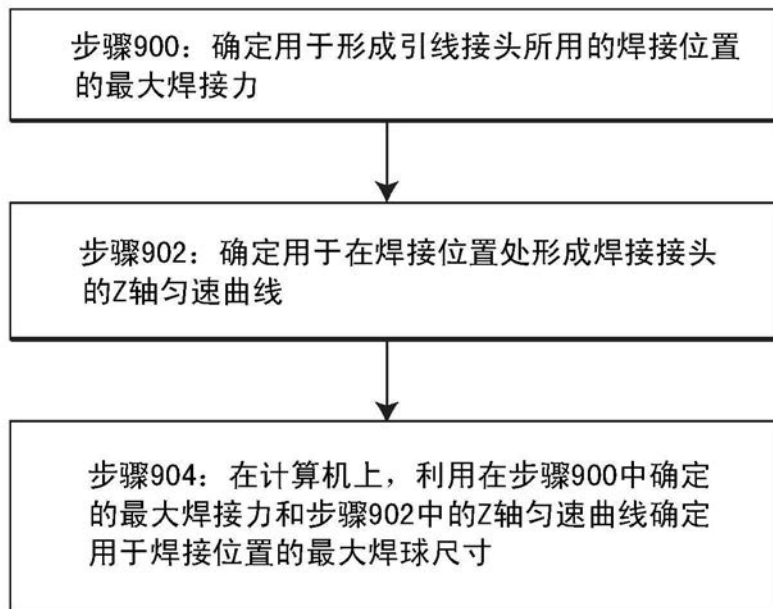 步骤900：确定用于形成引线接头所用的焊接位置
的最大焊接力
步骤902：确定用于在焊接位置处形成焊接接头
的Z轴匀速曲线
步骤904：在计算机上，利用在步骤900中确定
的最大焊接力和步骤902中的Z轴匀速曲线确定
用于焊接位置的最大焊球尺寸